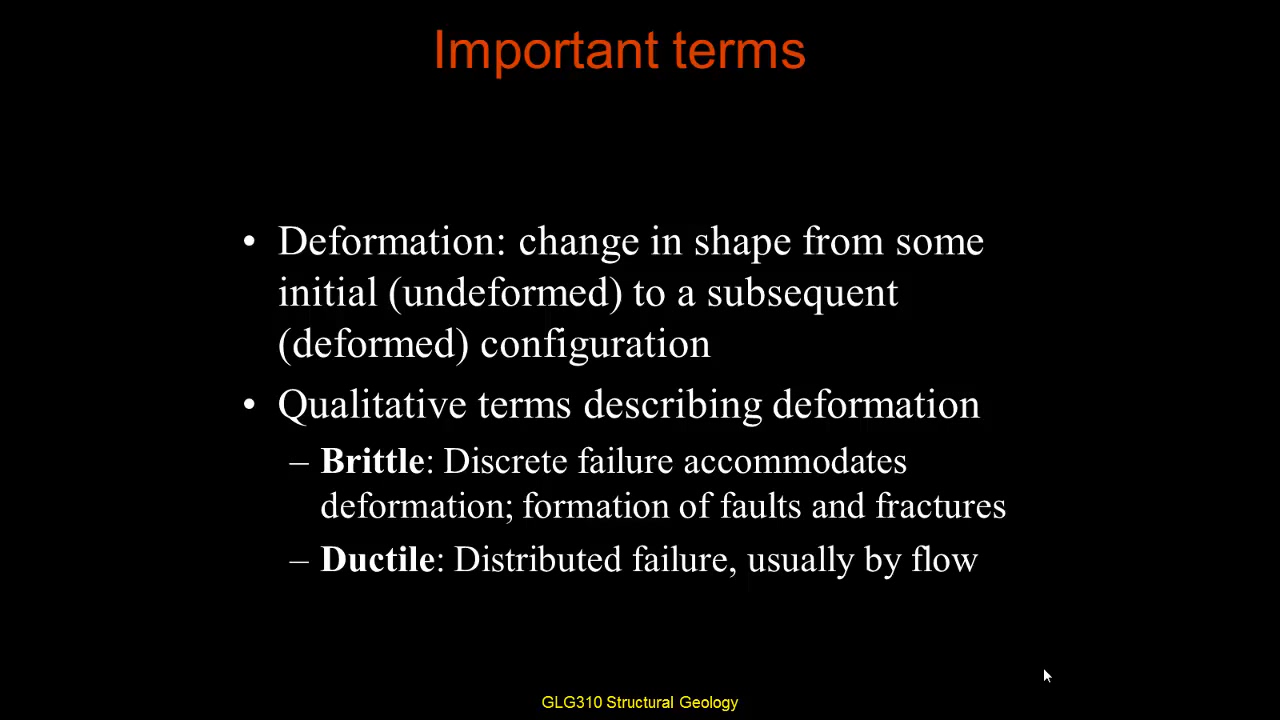 Important terms
• Deformation: change in shape from some
initial (undeformed) to a subsequent
(deformed) configuration
• Qualitative terms describing deformation
– Brittle: Discrete failure accommodates
deformation; formation of faults and fractures
– Ductile: Distributed failure, usually by flow
GLG310 Structural Geology